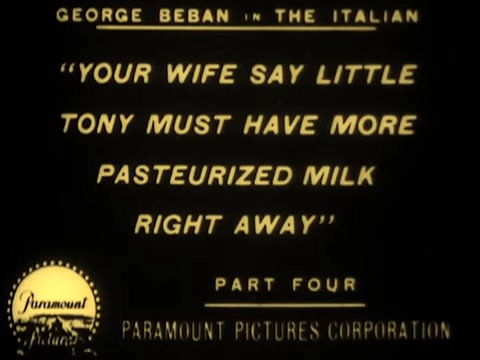 GEORGE BEBAN IN THE ITALIAN
"YOUR WIFE SAY LITTLE
TONY MUST HAVE MORE
PASTEURIZED MILK
RIGHT AWAY"
PART FOUR
Paramount
Pictures
PARAMOUNT PICTURES CORPORATION